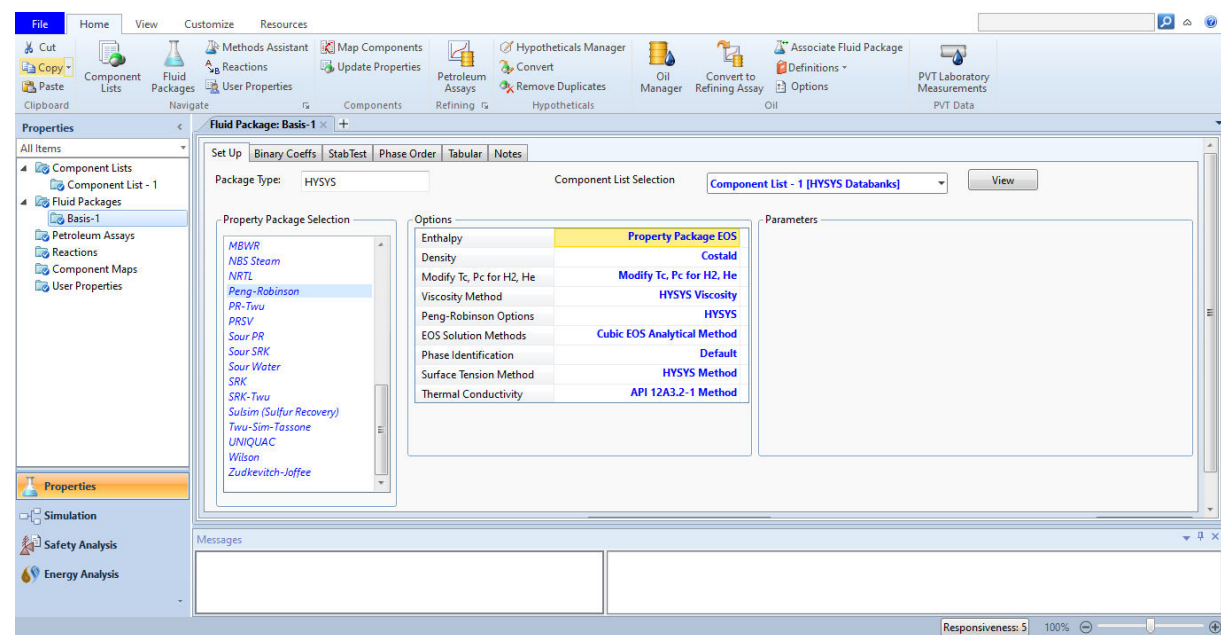 File Home View Customize Resources
Cut
Copy
Paste
Clipboard
Component Lists
Fluid Packages
Methods Assistant
Reactions
User Properties
Navigate
Map Components
Update Properties
Components
Petroleum Assays
Refining
Hypotheticals Manager
Convert
Remove Duplicates
Hypotheticals
Oil Manager
Convert to Refining Assay
Associate Fluid Package
Definitions
Options
Oil
PVT Laboratory Measurements
PVT Data
Properties
All Items
Component Lists
Component List - 1
Fluid Packages
Basis-1
Petroleum Assays
Reactions
Component Maps
User Properties
Properties
Simulation
Safety Analysis
Energy Analysis
Fluid Package: Basis-1
Set Up Binary Coeffs StabTest Phase Order Tabular Notes
Package Type: HYSYS Component List Selection Component List - 1 [HYSYS Databanks] View
Property Package Selection
MBWR
NBS Steam
NRTL
Peng-Robinson
PR-Twu
PRSV
Sour PR
Sour SRK
Sour Water
SRK
SRK-Twu
Sulsim (Sulfur Recovery)
Twu-Sim-Tassone
UNIQUAC
Wilson
Zudkevitch-Joffee
Options
Enthalpy Property Package EOS
Density Costald
Modify Tc, Pc for H2, He Modify Tc, Pc for H2, He
Viscosity Method HYSYS Viscosity
Peng-Robinson Options HYSYS
EOS Solution Methods Cubic EOS Analytical Method
Phase Identification Default
Surface Tension Method HYSYS Method
Thermal Conductivity API 12A3.2-1 Method
Parameters
Messages
Responsiveness: 5 100%